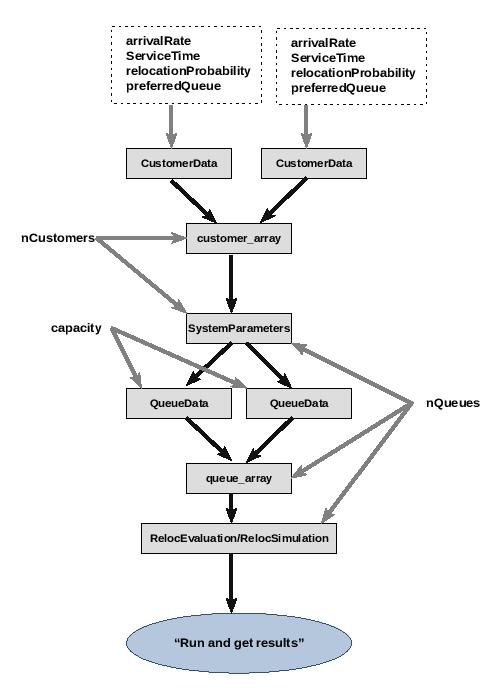 arrivalRate
ServiceTime
relocationProbability
preferredQueue
arrivalRate
ServiceTime
relocationProbability
preferredQueue
CustomerData
CustomerData
nCustomers
customer_array
SystemParameters
capacity
QueueData
QueueData
nQueues
queue_array
RelocEvaluation/RelocSimulation
“Run and get results”